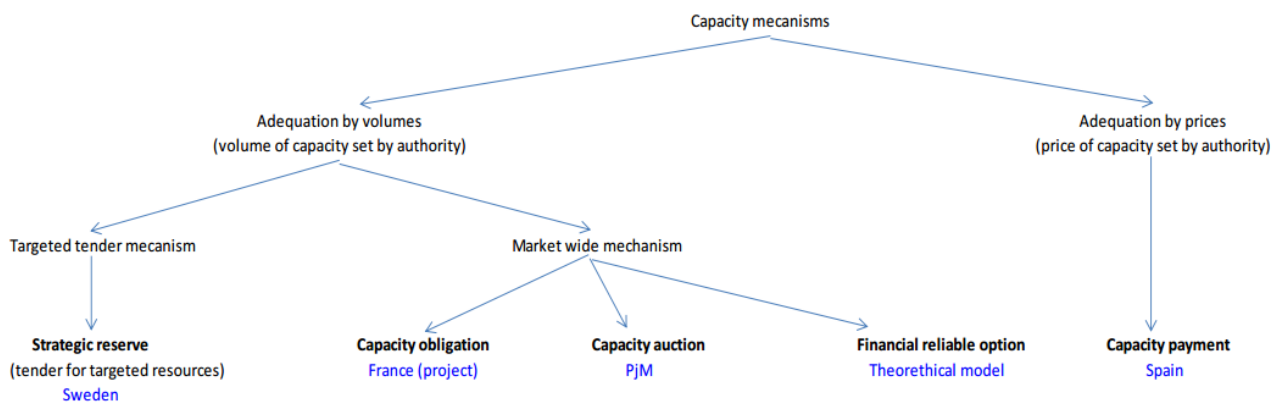 Capacity mecanisms
Adequation by volumes
(volume of capacity set by authority)
Adequation by prices
(price of capacity set by authority)
Targeted tender mecanism
Market wide mechanism
Strategic reserve
(tender for targeted resources)
Sweden
Capacity obligation
France (project)
Capacity auction
PjM
Financial reliable option
Theorethical model
Capacity payment
Spain